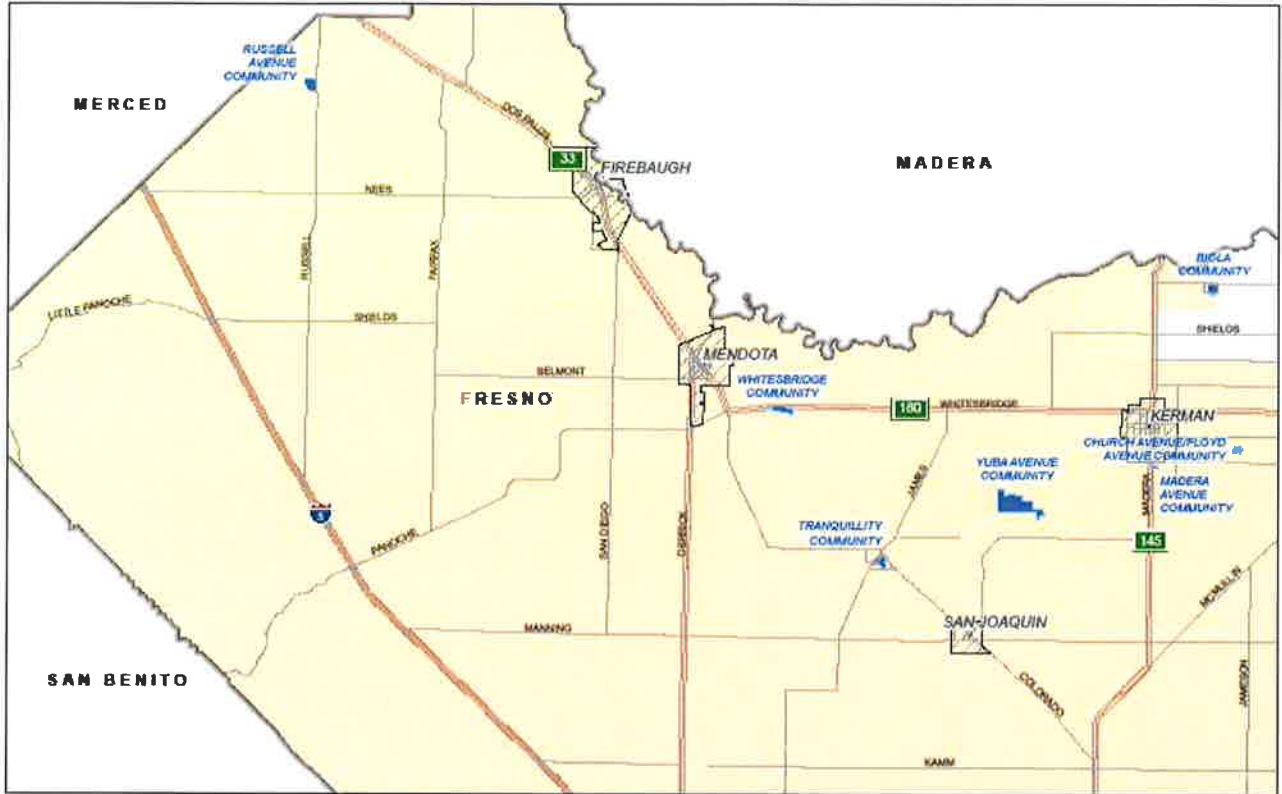 RUSSELL
AVENUE
COMMUNITY
MERCED
DOS PALOS
33
FIREBAUGH
MADERA
NEES
RUSSELL
FAIRFAX
BIOLA
COMMUNITY
LITTLE PANOCHE
SHIELDS
SHIELDS
MENDOTA
BELMONT
WHITESBRIDGE
COMMUNITY
FRESNO
180
WHITESBRIDGE
KERMAN
CHURCH AVENUE/FLOYD
AVENUE COMMUNITY
YUBA AVENUE
COMMUNITY
JAMES
MADERA
MADERA
AVENUE
COMMUNITY
5
SAN DIEGO
DERRICK
TRANQUILLITY
COMMUNITY
PANOCHE
145
MCMULLIN
MANNING
SAN JOAQUIN
SAN BENITO
COLORADO
JAMESON
KAMM